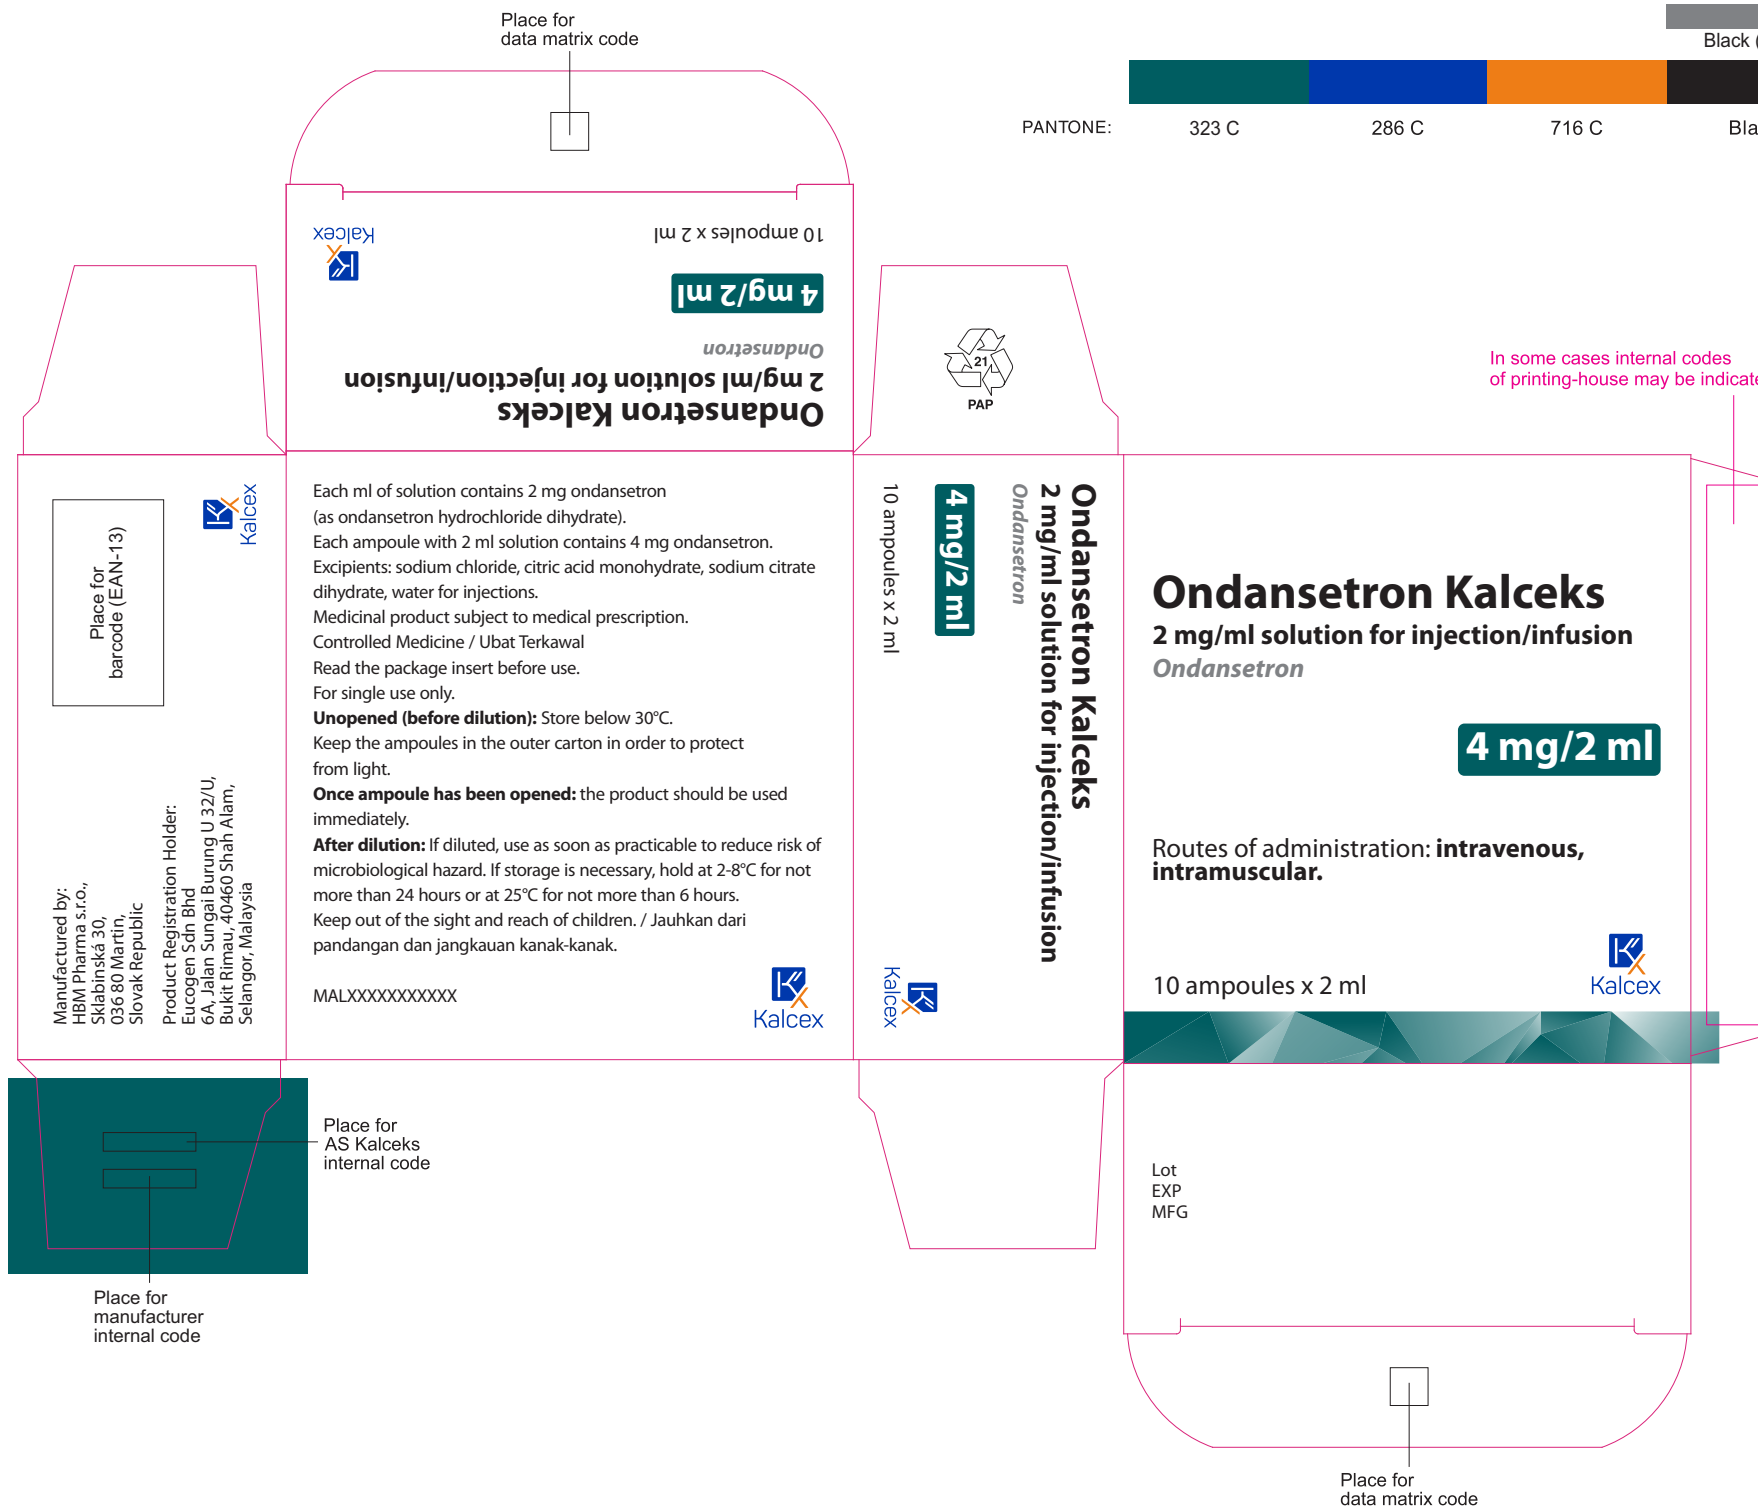 Place for
data matrix code
Black (
PANTONE:
323 C
286 C
716 C
Bla
Kalcex
10 ampoules x 2 ml
4 mg/2 ml
Ondansetron
2 mg/ml solution for injection/infusion
Ondansetron Kalceks
21
PAP
In some cases internal codes
of printing-house may be indicate
Place for
barcode (EAN-13)
Kalcex
Manufactured by:
HBM Pharma s.r.o.,
Sklabinská 30,
036 80 Martin,
Slovak Republic
Product Registration Holder:
Eucogen Sdn Bhd
6A, Jalan Sungai Burung U 32/U,
Bukit Rimau, 40460 Shah Alam,
Selangor, Malaysia
Each ml of solution contains 2 mg ondansetron
(as ondansetron hydrochloride dihydrate).
Each ampoule with 2 ml solution contains 4 mg ondansetron.
Excipients: sodium chloride, citric acid monohydrate, sodium citrate
dihydrate, water for injections.
Medicinal product subject to medical prescription.
Controlled Medicine / Ubat Terkawal
Read the package insert before use.
For single use only.
Unopened (before dilution): Store below 30°C.
Keep the ampoules in the outer carton in order to protect
from light.
Once ampoule has been opened: the product should be used
immediately.
After dilution: If diluted, use as soon as practicable to reduce risk of
microbiological hazard. If storage is necessary, hold at 2-8°C for not
more than 24 hours or at 25°C for not more than 6 hours.
Keep out of the sight and reach of children. / Jauhkan dari
pandangan dan jangkauan kanak-kanak.
MALXXXXXXXXXXX
Kalcex
Ondansetron Kalceks
2 mg/ml solution for injection/infusion
Ondansetron
4 mg/2 ml
10 ampoules x 2 ml
Kalcex
Ondansetron Kalceks
2 mg/ml solution for injection/infusion
Ondansetron
4 mg/2 ml
Routes of administration: intravenous,
intramuscular.
10 ampoules x 2 ml
Kalcex
Place for
AS Kalceks
internal code
Place for
manufacturer
internal code
Lot
EXP
MFG
Place for
data matrix code